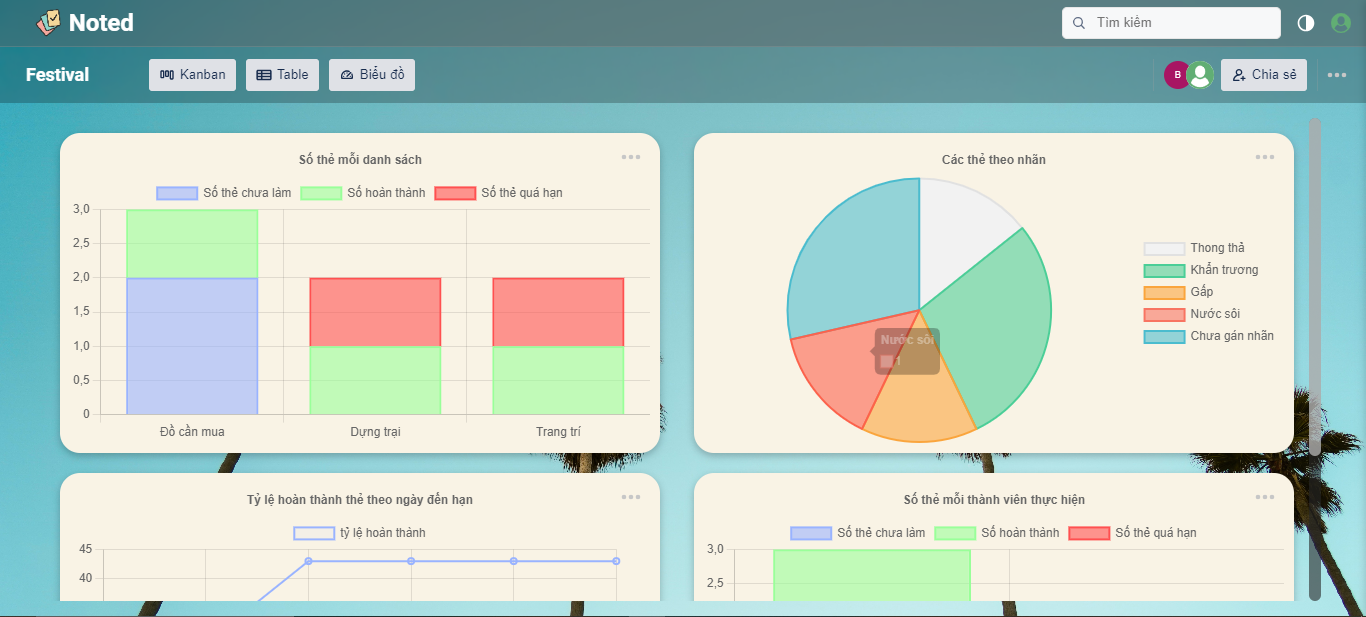 Noted
Tìm kiếm
Festival
Kanban
Table
Biểu đồ
B
Chia sẻ
Số thẻ mỗi danh sách
Số thẻ chưa làm
Số hoàn thành
Số thẻ quá hạn
3,0
2,5
2,0
1,5
1,0
0,5
0
Đồ cần mua
Dựng trại
Trang trí
Các thẻ theo nhãn
Thong thả
Khẩn trương
Gấp
Nước sôi
Chưa gán nhãn
Nước sôi
1
Tỷ lệ hoàn thành thẻ theo ngày đến hạn
tỷ lệ hoàn thành
45
40
Số thẻ mỗi thành viên thực hiện
Số thẻ chưa làm
Số hoàn thành
Số thẻ quá hạn
3,0
2,5